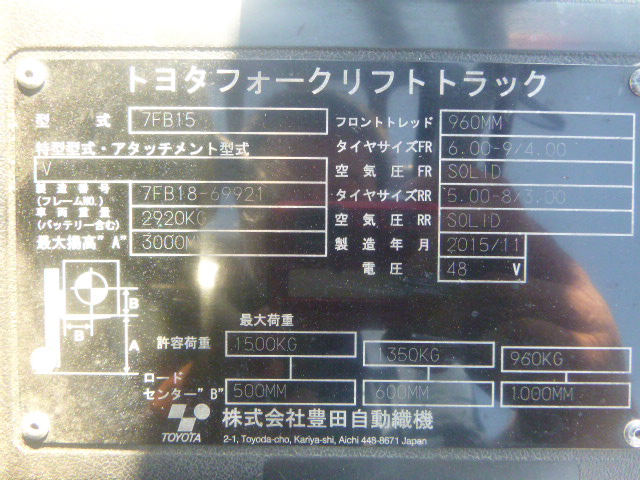 トヨタフォークリフトトラック
型式 7FB15 フロントトレッド 960MM
特型型式・アタッチメント型式 タイヤサイズFR 6.00-9/4.00
V 空気圧FR SOLID
製造番号(フレームNO.) 7FB18-69921 タイヤサイズRR 5.00-8/3.00
車両重量(バッテリー含む) 2920KG 空気圧RR SOLID
最大揚高"A" 3000MM 製造年月 2015/11
電圧 48 V
B
B A
最大荷重
許容荷重 1500KG 1350KG 960KG
ロードセンター"B" 500MM 600MM 1000MM
TOYOTA 株式会社豊田自動織機
2-1, Toyoda-cho, Kariya-shi, Aichi 448-8671 Japan